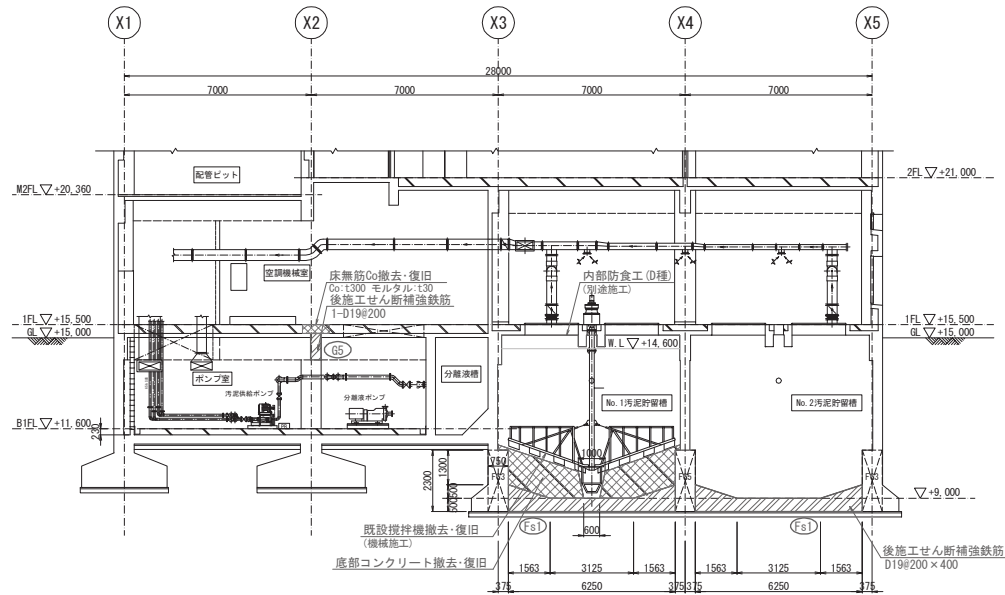 X1
X2
X3
X4
X5
28000
7000
7000
7000
7000
配管ピット
M2FL ▽+20,360
2FL ▽+21,000
空調機械室
床無筋Co撤去・復旧
Co:t300 モルタル:t30
後施工せん断補強鉄筋
1-D19@200
内部防食工(D種)
(別途施工)
1FL ▽+15,500
GL ▽+15,000
1FL ▽+15,500
GL ▽+15,000
W.L ▽+14,600
G5
ポンプ室
分離液槽
汚泥供給ポンプ
分離液ポンプ
No.1汚泥貯留槽
No.2汚泥貯留槽
B1FL ▽+11,600
230
750
1000
2300
1300
500
500
FG3
FG5
FG3
▽+9,000
既設撹拌機撤去・復旧
(機械施工)
Fs1
600
Fs1
底部コンクリート撤去・復旧
後施工せん断補強鉄筋
D19@200×400
1563
3125
1563
1563
3125
1563
375
6250
375
375
6250
375